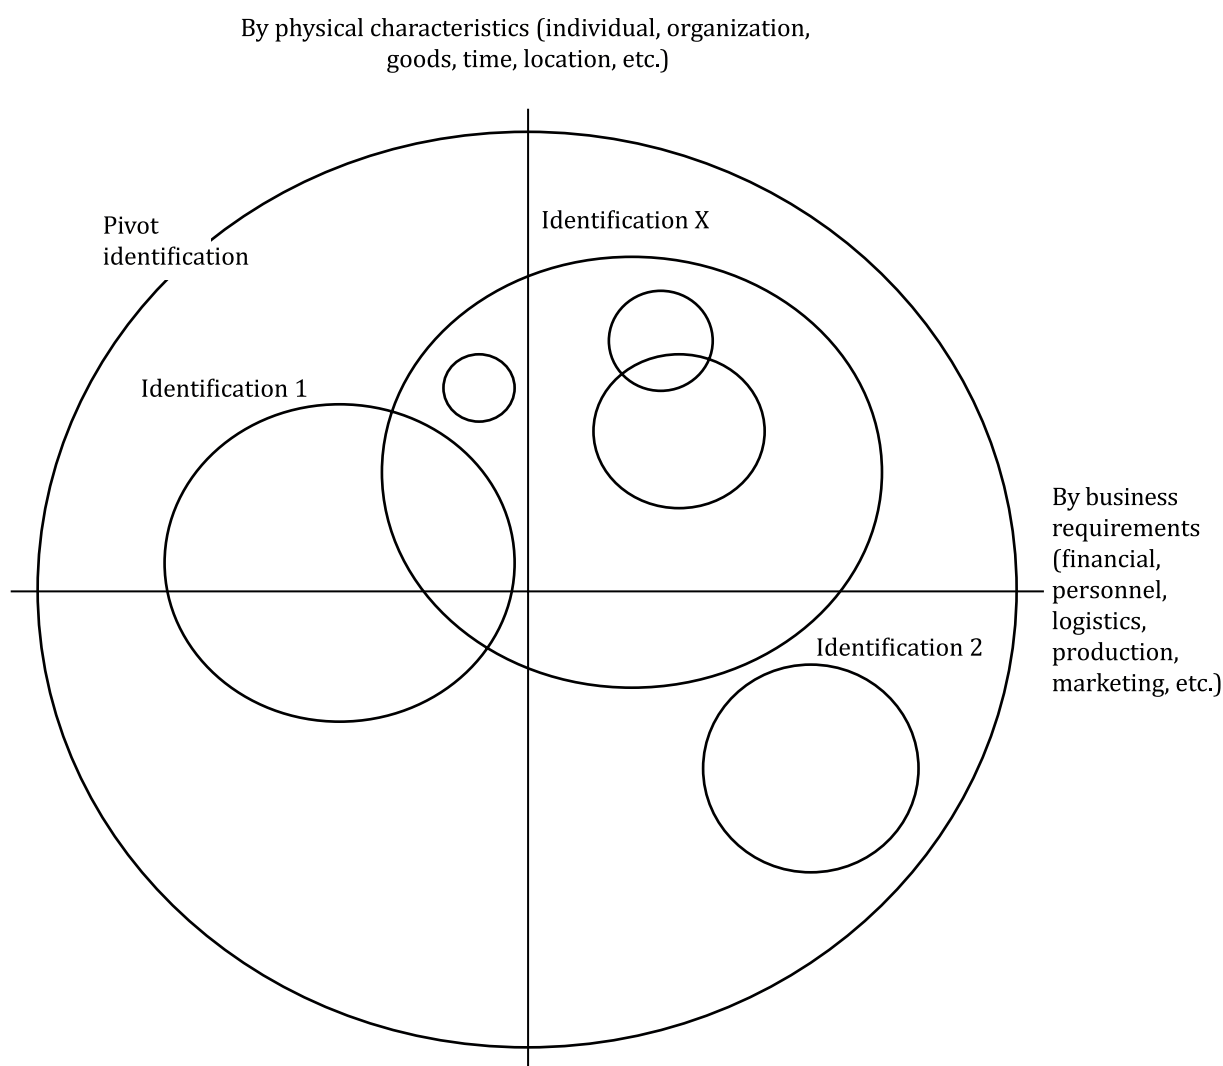 By physical characteristics (individual, organization,
goods, time, location, etc.)
Pivot
identification
Identification X
Identification 1
By business
requirements
(financial,
personnel,
logistics,
production,
marketing, etc.)
Identification 2